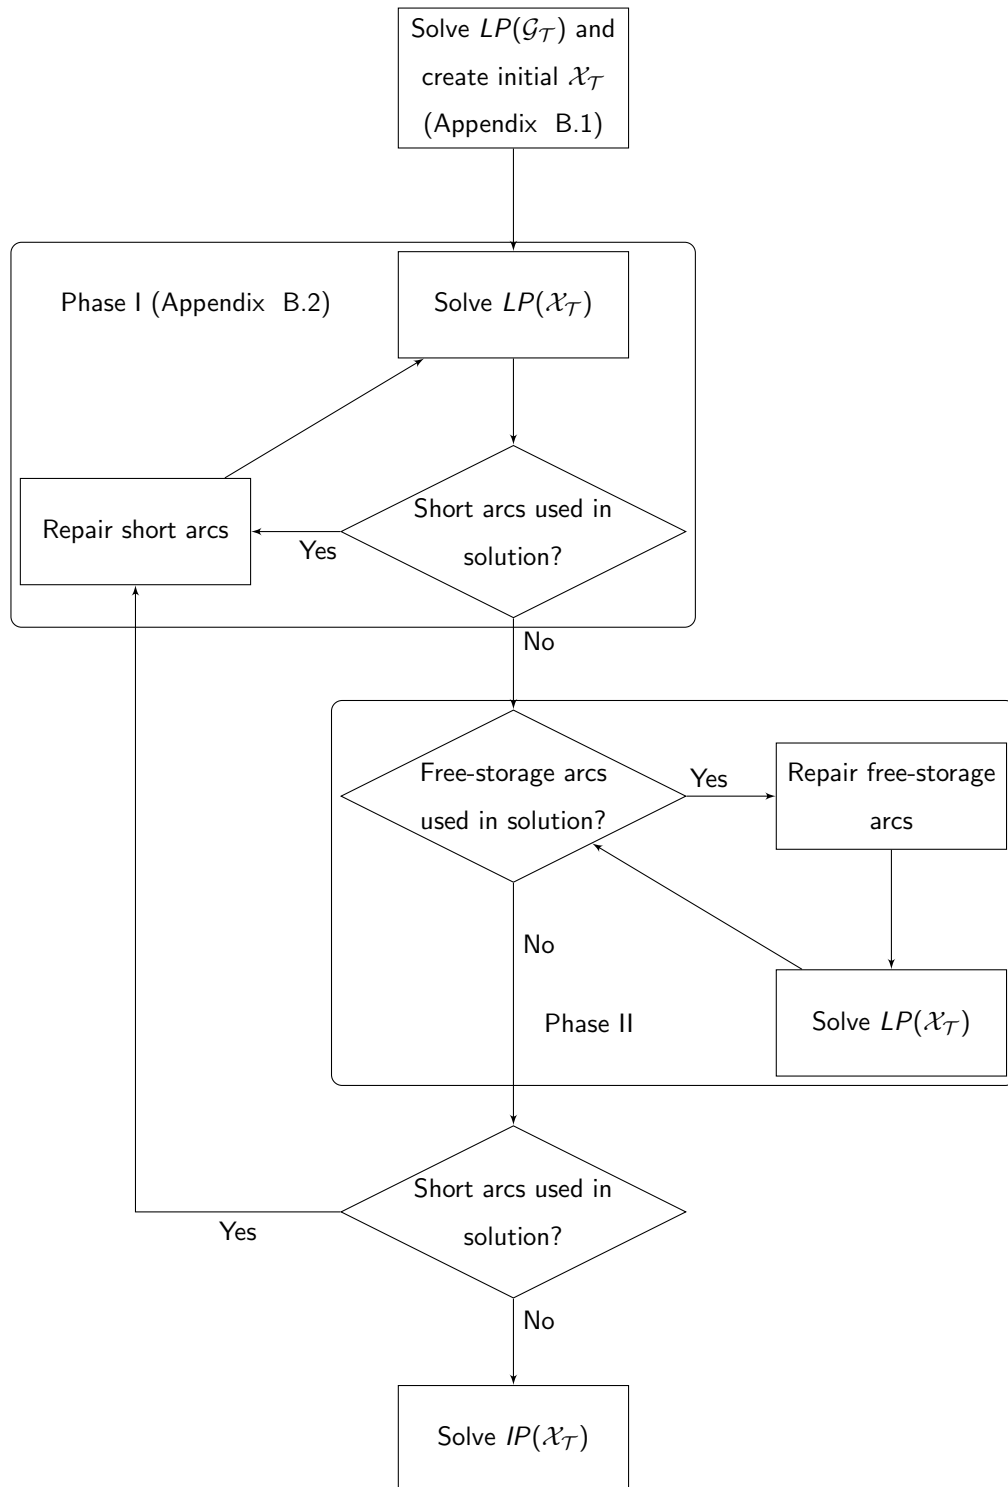 Solve LP(𝒢_𝒯) and
create initial 𝒳_𝒯
(Appendix B.1)
Phase I (Appendix B.2)
Solve LP(𝒳_𝒯)
Short arcs used in
solution?
Yes
Repair short arcs
No
Free-storage arcs
used in solution?
Yes
Repair free-storage
arcs
No
Phase II
Solve LP(𝒳_𝒯)
Short arcs used in
solution?
Yes
No
Solve IP(𝒳_𝒯)